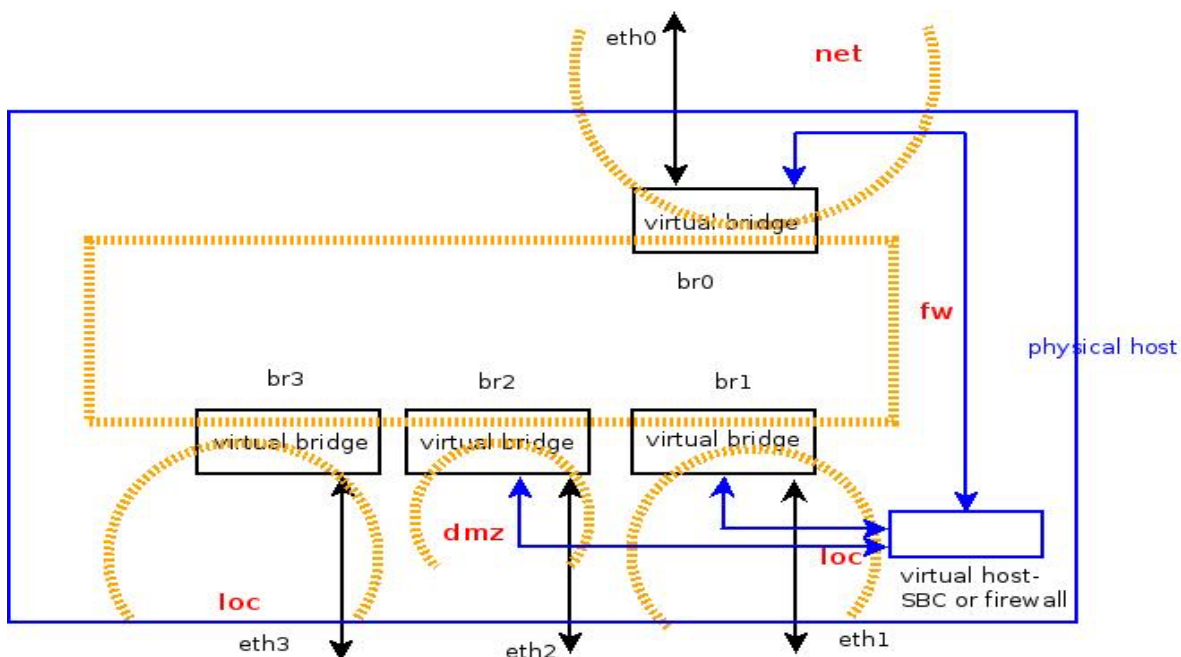 eth0
net
virtual bridge
br0
fw
physical host
br3
br2
br1
virtual bridge
virtual bridge
virtual bridge
dmz
loc
loc
virtual host-
SBC or firewall
eth3
eth2
eth1